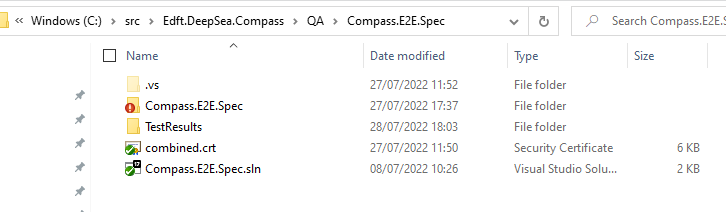 « Windows (C:) > src > Edft.DeepSea.Compass > QA > Compass.E2E.Spec Search Compass.E2E.S
Name Date modified Type Size
.vs 27/07/2022 11:52 File folder
Compass.E2E.Spec 27/07/2022 17:37 File folder
TestResults 28/07/2022 18:03 File folder
combined.crt 27/07/2022 11:50 Security Certificate 6 KB
Compass.E2E.Spec.sln 08/07/2022 10:26 Visual Studio Solu... 2 KB